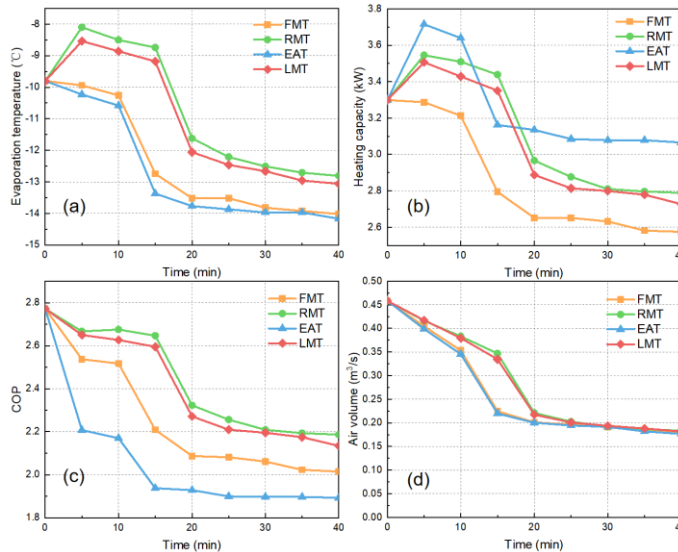 -7
-8
-9
-10
-11
-12
-13
-14
-15
Evaporation temperature (℃)
FMT
RMT
EAT
LMT
(a)
0 10 20 30 40
Time (min)
3.8
3.6
3.4
3.2
3.0
2.8
2.6
Heating capacity (kW)
FMT
RMT
EAT
LMT
(b)
0 10 20 30 40
Time (min)
2.8
2.6
2.4
2.2
2.0
1.8
COP
FMT
RMT
EAT
LMT
(c)
0 10 20 30 40
Time (min)
0.50
0.45
0.40
0.35
0.30
0.25
0.20
0.15
0.10
0.05
0.00
Air volume (m³/s)
FMT
RMT
EAT
LMT
(d)
0 10 20 30 40
Time (min)